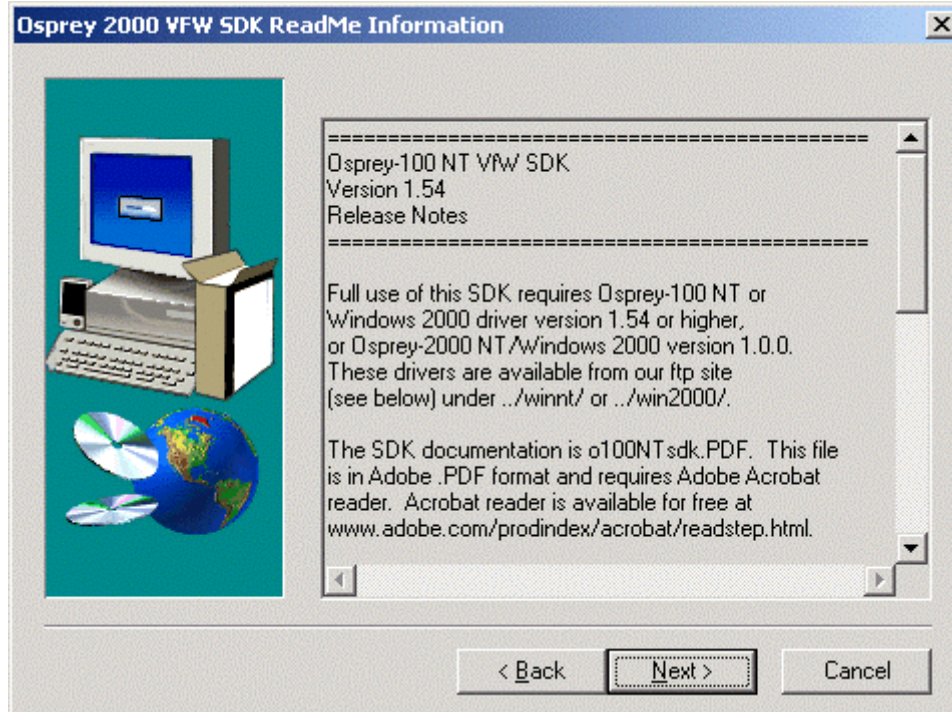 Osprey 2000 VFW SDK ReadMe Information
=============================================
Osprey-100 NT VfW SDK
Version 1.54
Release Notes
=============================================
Full use of this SDK requires Osprey-100 NT or
Windows 2000 driver version 1.54 or higher,
or Osprey-2000 NT/Windows 2000 version 1.0.0.
These drivers are available from our ftp site
(see below) under ../winnt/ or ../win2000/.
The SDK documentation is o100NTsdk.PDF.  This file
is in Adobe .PDF format and requires Adobe Acrobat
reader.  Acrobat reader is available for free at
www.adobe.com/prodindex/acrobat/readstep.html.
< Back
Next >
Cancel